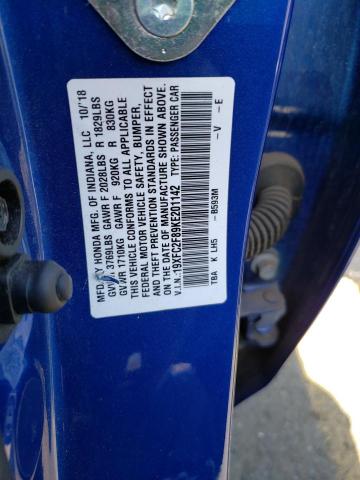 MFD. BY HONDA MFG. OF INDIANA, LLC 10/'18
GVWR 3769LBS GAWR F 2028LBS R 1829LBS
GVWR 1710KG GAWR F 920KG R 830KG
THIS VEHICLE CONFORMS TO ALL APPLICABLE
FEDERAL MOTOR VEHICLE SAFETY, BUMPER,
AND THEFT PREVENTION STANDARDS IN EFFECT
ON THE DATE OF MANUFACTURE SHOWN ABOVE.
V.I.N.: 19XFC2F89KE201142 TYPE: PASSENGER CAR
TBA K LH5 —B593M —V —E